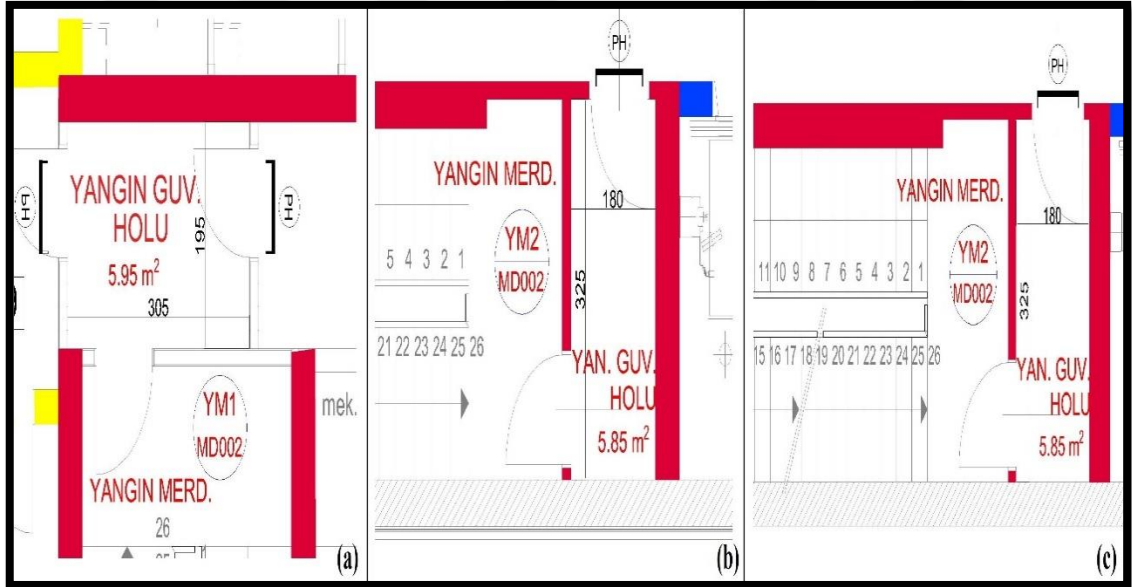 PH
YANGIN GUV.
HOLU
5.95 m²
195
305
PH
YM1
MD002
mek.
YANGIN MERD.
26
(a)
PH
YANGIN MERD.
180
YM2
MD002
5 4 3 2 1
325
21 22 23 24 25 26
YAN. GUV.
HOLU
5.85 m²
(b)
PH
YANGIN MERD.
180
YM2
MD002
11 10 9 8 7 6 5 4 3 2 1
325
15 16 17 18 19 20 21 22 23 24 25 26
YAN. GUV.
HOLU
5.85 m²
(c)